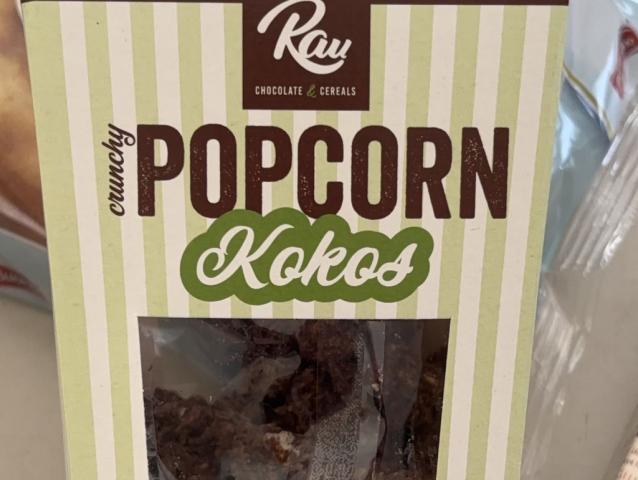 Rau
CHOCOLATE & CEREALS
crunchy
POPCORN
Kokos